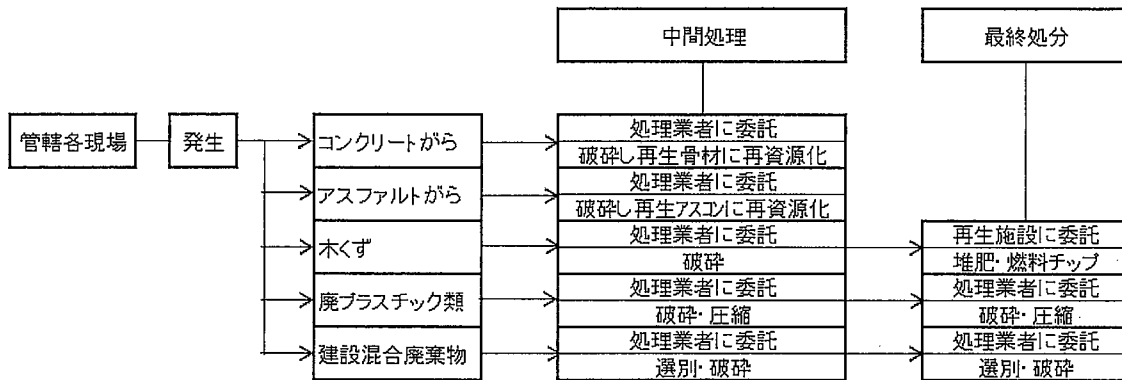 中間処理
最終処分
管轄各現場
発生
コンクリートがら
処理業者に委託
破砕し再生骨材に再資源化
アスファルトがら
処理業者に委託
破砕し再生アスコンに再資源化
木くず
処理業者に委託
破砕
再生施設に委託
堆肥・燃料チップ
廃プラスチック類
処理業者に委託
破砕・圧縮
処理業者に委託
破砕・圧縮
建設混合廃棄物
処理業者に委託
選別・破砕
処理業者に委託
選別・破砕